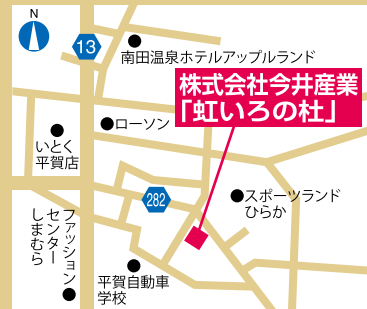 N
13
南田温泉ホテルアップルランド
株式会社今井産業
「虹いろの杜」
ローソン
いとく
平賀店
282
スポーツランド
ひらか
ファッション
センター
しまむら
平賀自動車
学校